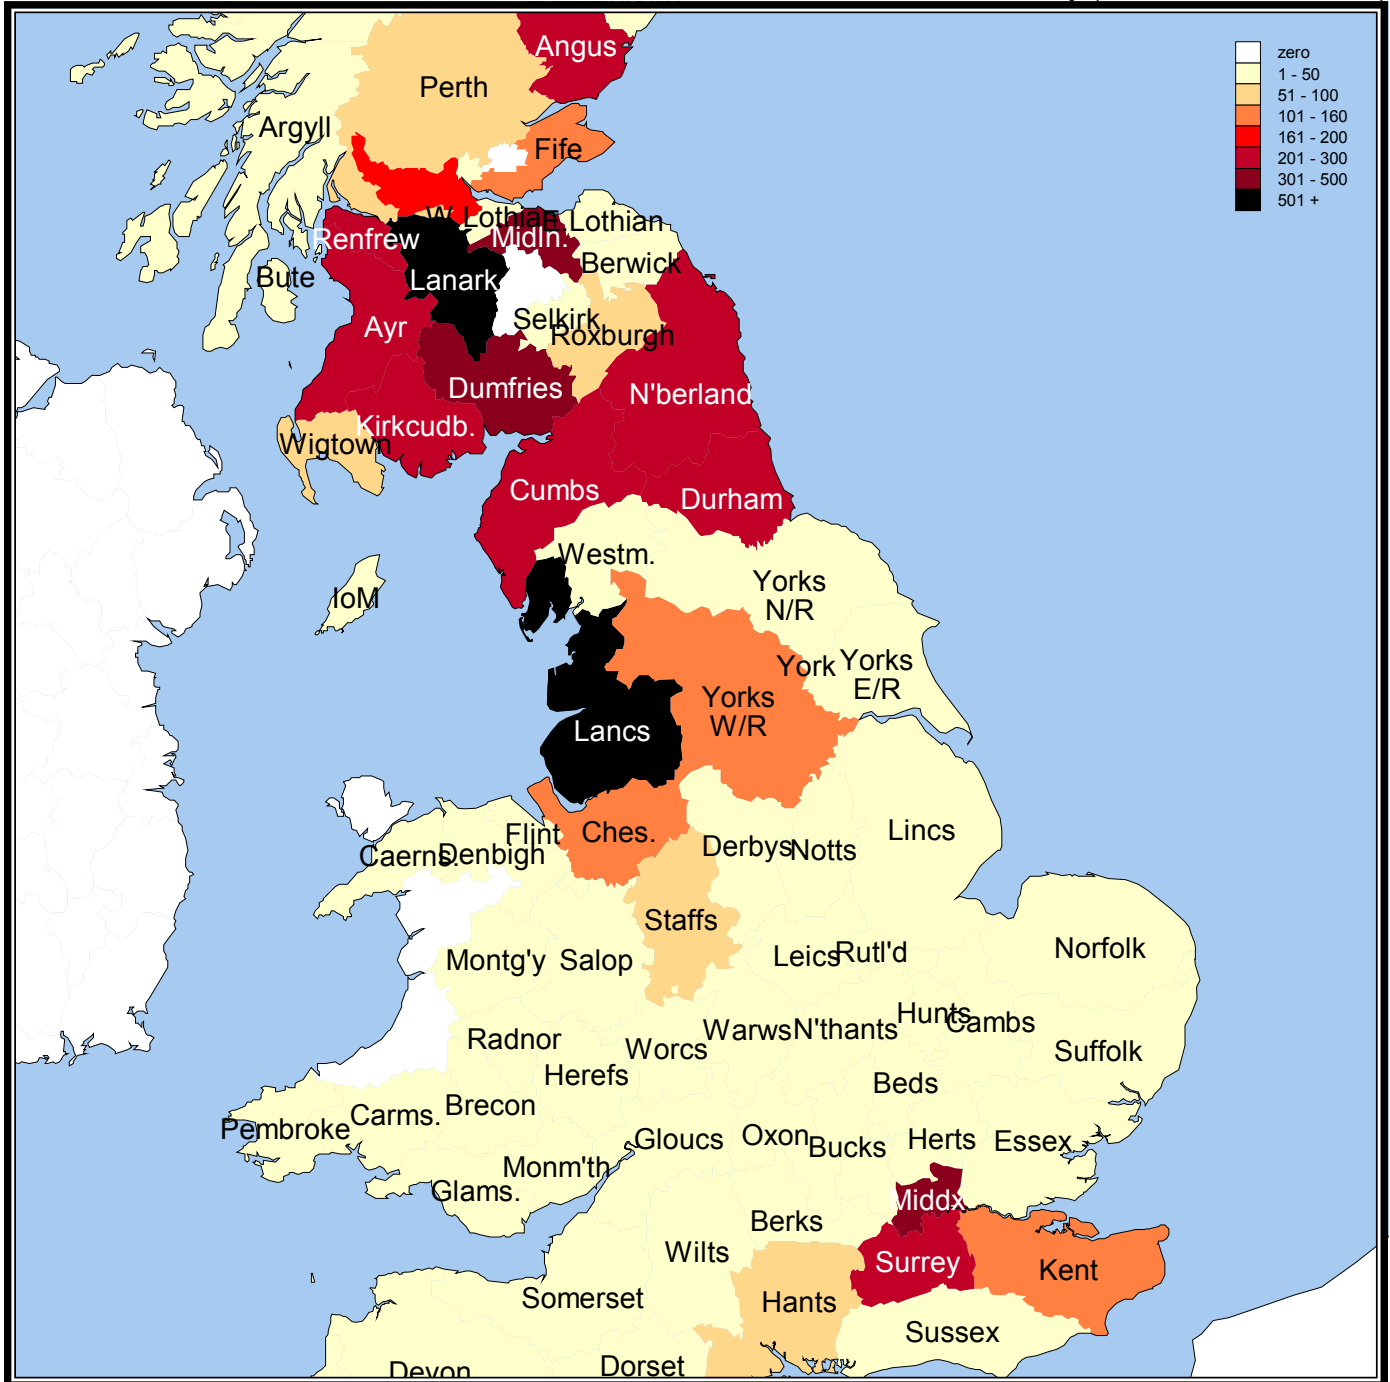 zero
1 - 50
51 - 100
101 - 160
161 - 200
201 - 300
301 - 500
501 +
Angus
Perth
Argyll
Fife
W.Lothian
E.Lothian
Renfrew
Midln.
Berwick
Bute
Lanark
Selkirk
Ayr
Roxburgh
Dumfries
N'berland
Kirkcudb.
Wigtown
Cumbs
Durham
Westm.
Yorks
N/R
IoM
York
Yorks
E/R
Yorks
W/R
Lancs
Flint
Ches.
Lincs
Caerns.
Denbigh
Derbys
Notts
Staffs
Montg'y
Salop
Leics
Rutl'd
Norfolk
Hunts
Cambs
Radnor
Worcs
Warws
N'thants
Suffolk
Herefs
Beds
Brecon
Carms.
Pembroke
Gloucs
Oxon
Bucks
Herts
Essex
Monm'th
Glams.
Middx
Berks
Wilts
Surrey
Kent
Somerset
Hants
Sussex
Devon
Dorset